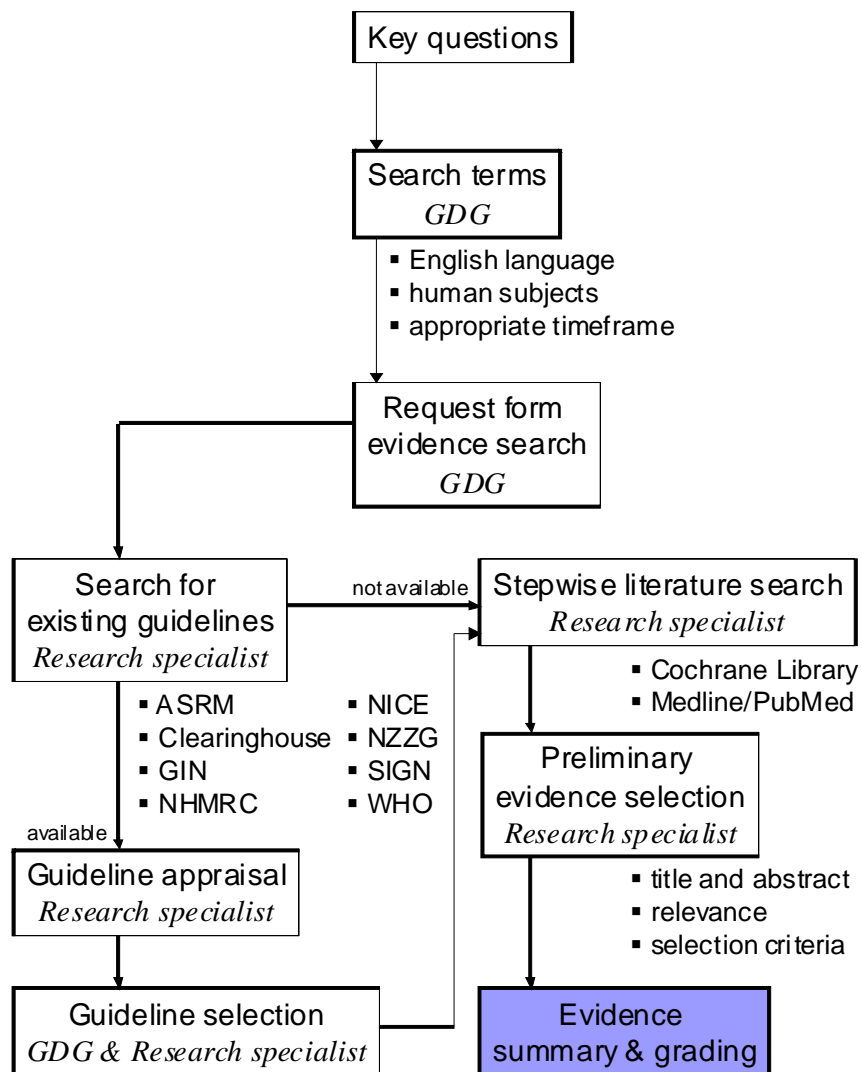 Key questions
Search terms
GDG
▪ English language
▪ human subjects
▪ appropriate timeframe
Request form
evidence search
GDG
Search for
existing guidelines
Research specialist
not available
Stepwise literature search
Research specialist
▪ Cochrane Library
▪ Medline/PubMed
▪ ASRM
▪ Clearinghouse
▪ GIN
▪ NHMRC
▪ NICE
▪ NZZG
▪ SIGN
▪ WHO
Preliminary
evidence selection
Research specialist
available
Guideline appraisal
Research specialist
▪ title and abstract
▪ relevance
▪ selection criteria
Guideline selection
GDG & Research specialist
Evidence
summary & grading